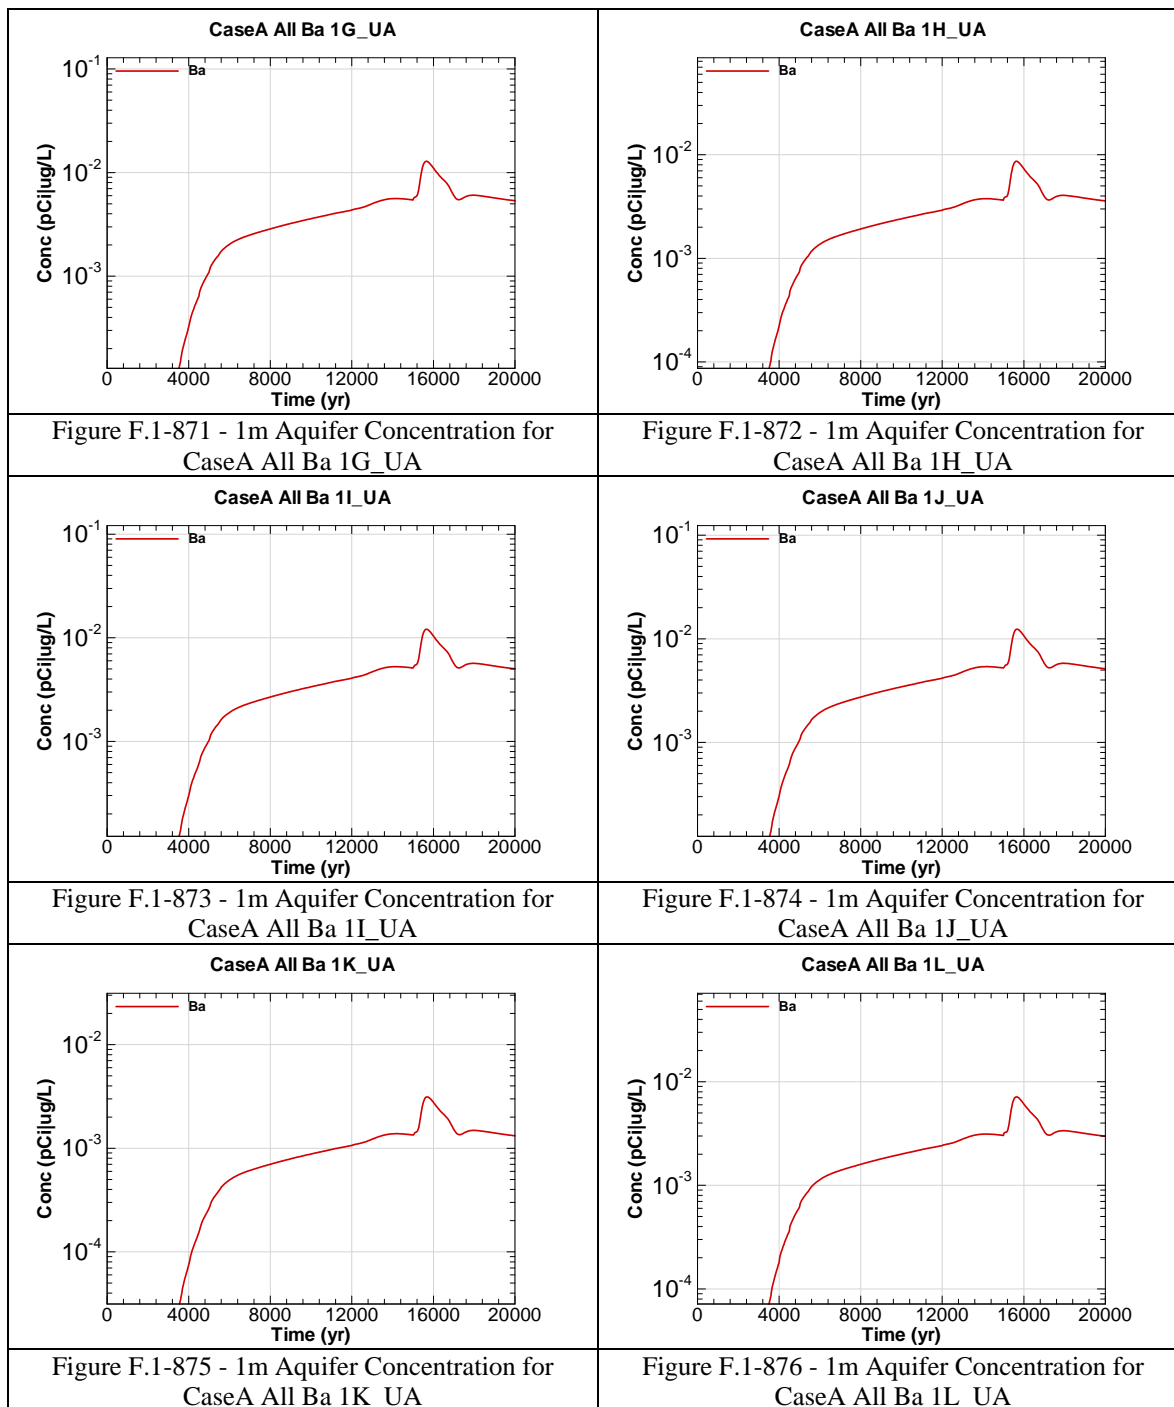 CaseA All Ba 1G_UA
Ba
10-1
10-2
10-3
Conc (pCi|ug/L)
0 4000 8000 12000 16000 20000
Time (yr)
Figure F.1-871 - 1m Aquifer Concentration for
CaseA All Ba 1G_UA
CaseA All Ba 1H_UA
Ba
10-2
10-3
10-4
Conc (pCi|ug/L)
0 4000 8000 12000 16000 20000
Time (yr)
Figure F.1-872 - 1m Aquifer Concentration for
CaseA All Ba 1H_UA
CaseA All Ba 1I_UA
Ba
10-1
10-2
10-3
Conc (pCi|ug/L)
0 4000 8000 12000 16000 20000
Time (yr)
Figure F.1-873 - 1m Aquifer Concentration for
CaseA All Ba 1I_UA
CaseA All Ba 1J_UA
Ba
10-1
10-2
10-3
Conc (pCi|ug/L)
0 4000 8000 12000 16000 20000
Time (yr)
Figure F.1-874 - 1m Aquifer Concentration for
CaseA All Ba 1J_UA
CaseA All Ba 1K_UA
Ba
10-2
10-3
10-4
Conc (pCi|ug/L)
0 4000 8000 12000 16000 20000
Time (yr)
Figure F.1-875 - 1m Aquifer Concentration for
CaseA All Ba 1K_UA
CaseA All Ba 1L_UA
Ba
10-2
10-3
10-4
Conc (pCi|ug/L)
0 4000 8000 12000 16000 20000
Time (yr)
Figure F.1-876 - 1m Aquifer Concentration for
CaseA All Ba 1L_UA